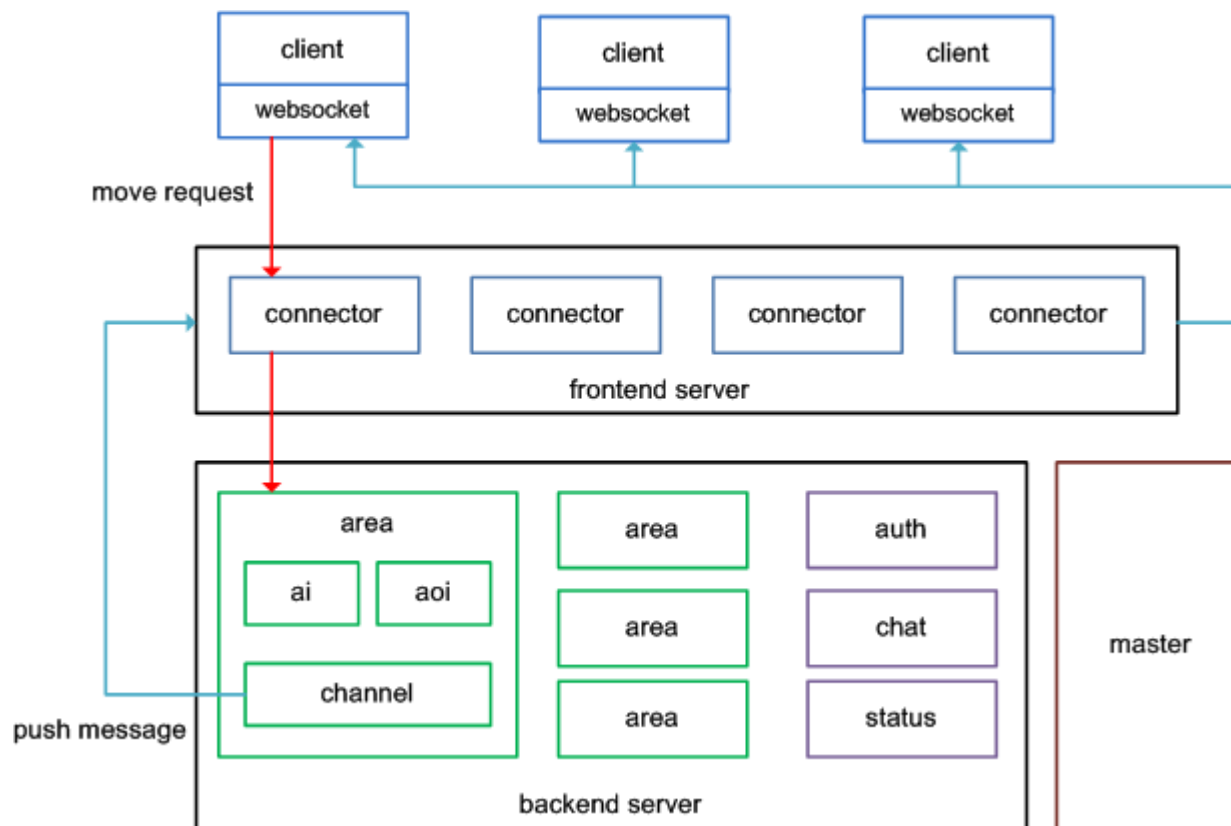 client
client
client
websocket
websocket
websocket
move request
connector
connector
connector
connector
frontend server
area
area
auth
ai
aoi
area
chat
master
channel
area
status
push message
backend server